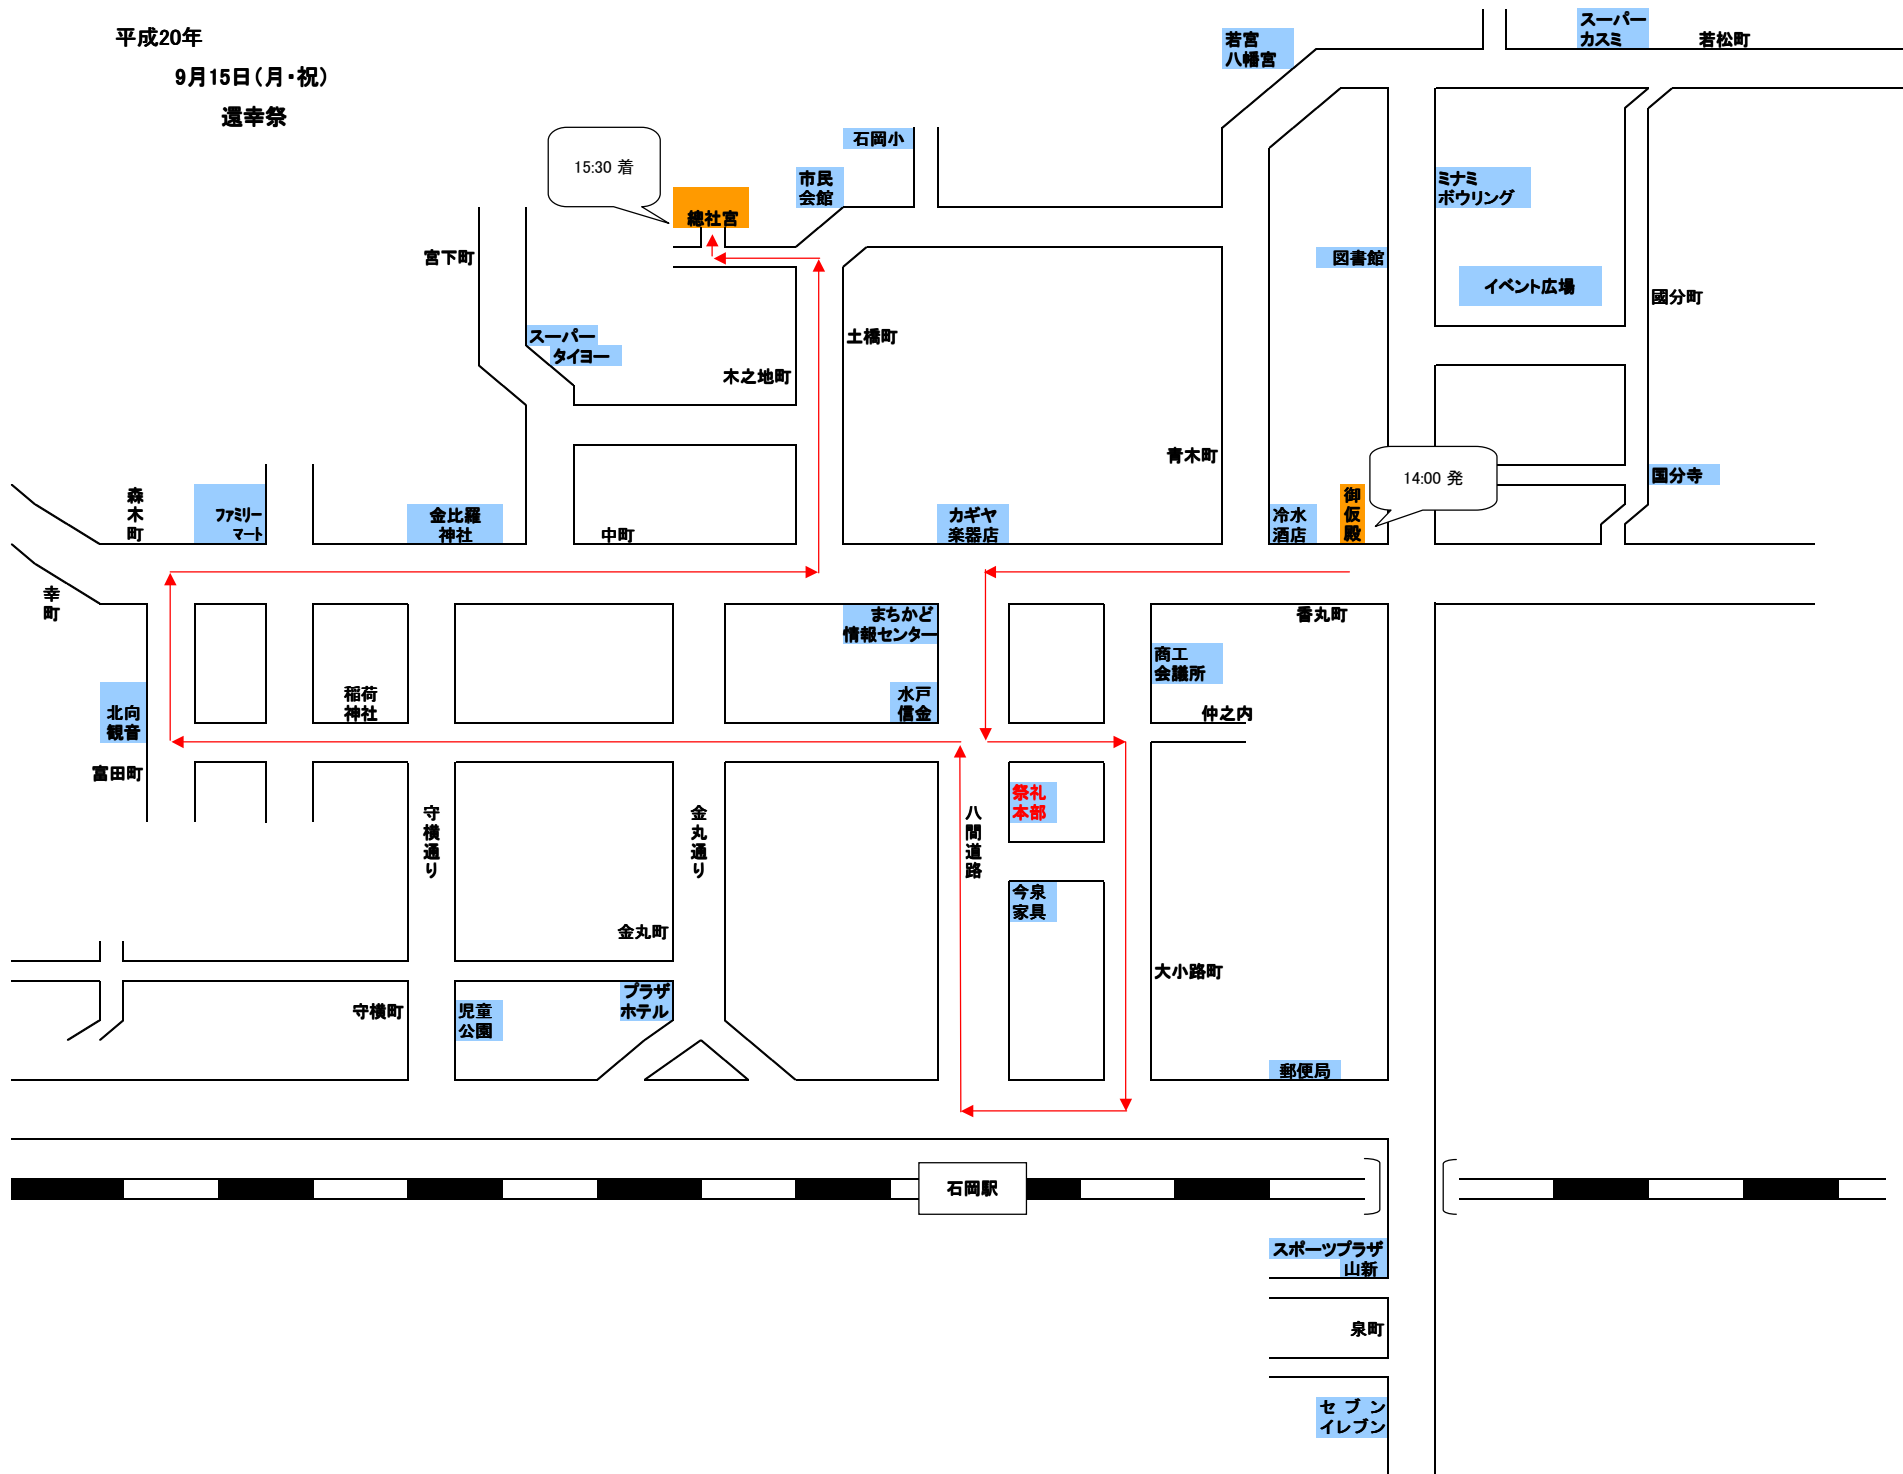 平成20年
9月15日(月・祝)
還幸祭
スーパー
カスミ
若松町
若宮
八幡宮
15:30 着
石岡小
市民
会館
總社宮
ミナミ
ボウリング
宮下町
図書館
イベント広場
國分町
スーパー
タイヨー
土橋町
木之地町
青木町
14:00 発
国分寺
森木町
ファミリー
マート
金比羅
神社
中町
カギヤ
楽器店
冷水
酒店
御仮殿
幸町
まちかど
情報センター
香丸町
商工
会議所
北向
観音
稲荷
神社
水戸
信金
仲之内
富田町
守横通り
金丸通り
八間道路
祭礼
本部
今泉
家具
金丸町
大小路町
守横町
児童
公園
プラザ
ホテル
郵便局
石岡駅
スポーツプラザ
山新
泉町
セブン
イレブン